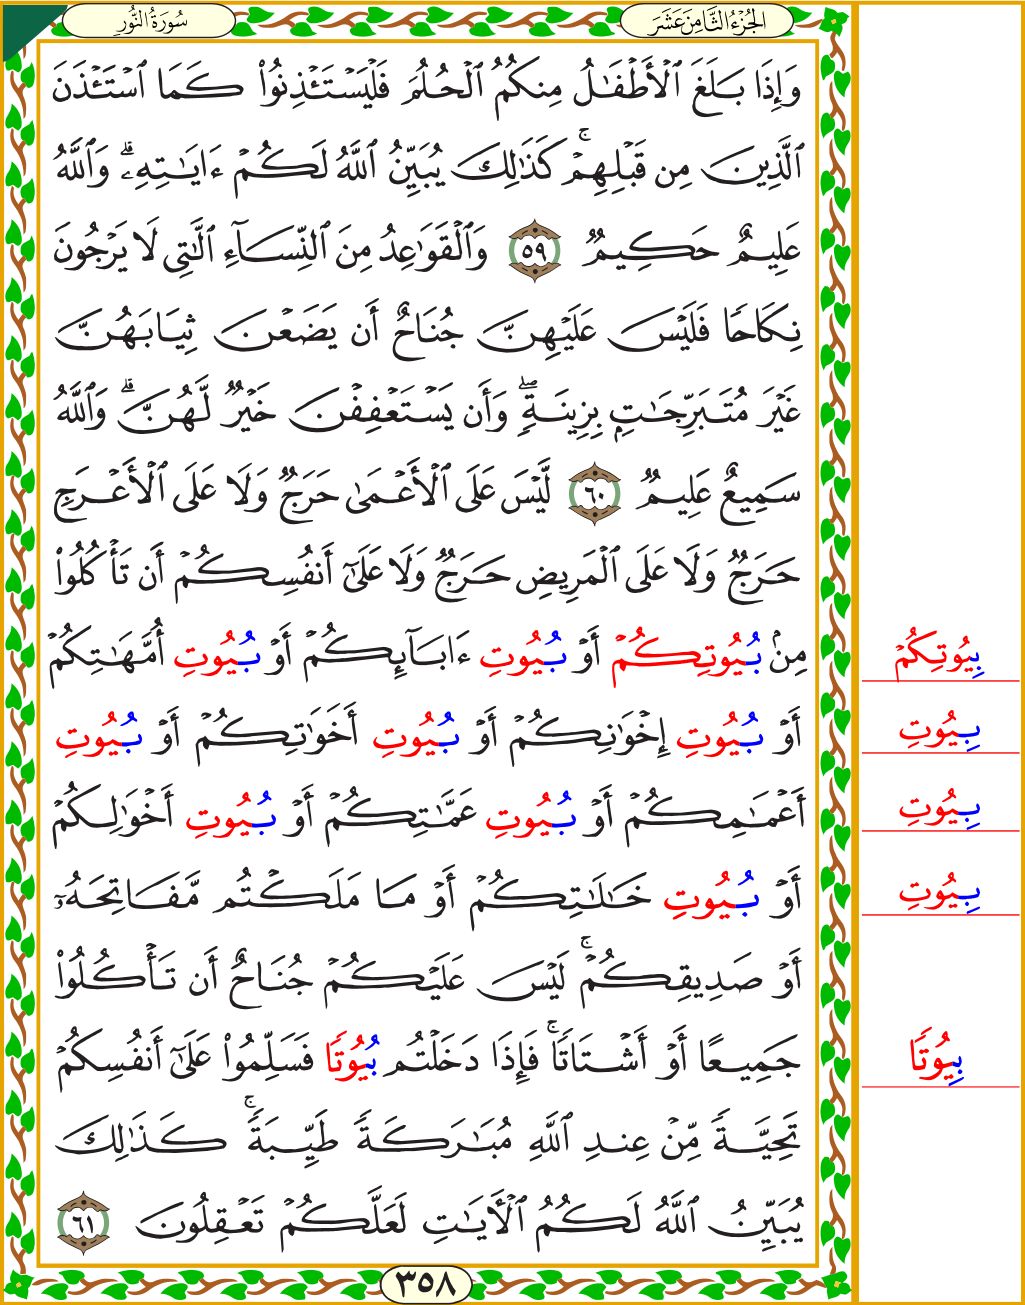 الجُزْءُ الثَّامِنَ عَشَرَ
سُورَةُ النُّورِ
وَإِذَا بَلَغَ ٱلْأَطْفَـٰلُ مِنكُمُ ٱلْحُلُمَ فَلْيَسْتَـْٔذِنُوا۟ كَمَا ٱسْتَـْٔذَنَ
ٱلَّذِينَ مِن قَبْلِهِمْ ۚ كَذَٰلِكَ يُبَيِّنُ ٱللَّهُ لَكُمْ ءَايَـٰتِهِۦ ۗ وَٱللَّهُ
عَلِيمٌ حَكِيمٌ ٥٩ وَٱلْقَوَٰعِدُ مِنَ ٱلنِّسَآءِ ٱلَّـٰتِى لَا يَرْجُونَ
نِكَاحًا فَلَيْسَ عَلَيْهِنَّ جُنَاحٌ أَن يَضَعْنَ ثِيَابَهُنَّ
غَيْرَ مُتَبَرِّجَـٰتٍۭ بِزِينَةٍ ۖ وَأَن يَسْتَعْفِفْنَ خَيْرٌ لَّهُنَّ ۗ وَٱللَّهُ
سَمِيعٌ عَلِيمٌ ٦٠ لَّيْسَ عَلَى ٱلْأَعْمَىٰ حَرَجٌ وَلَا عَلَى ٱلْأَعْرَجِ
حَرَجٌ وَلَا عَلَى ٱلْمَرِيضِ حَرَجٌ وَلَا عَلَىٰٓ أَنفُسِكُمْ أَن تَأْكُلُوا۟
مِنۢ بُيُوتِكُمْ أَوْ بُيُوتِ ءَابَآئِكُمْ أَوْ بُيُوتِ أُمَّهَـٰتِكُمْ
بِيُوتِكُمْ
أَوْ بُيُوتِ إِخْوَٰنِكُمْ أَوْ بُيُوتِ أَخَوَٰتِكُمْ أَوْ بُيُوتِ
بِيُوتِ
أَعْمَـٰمِكُمْ أَوْ بُيُوتِ عَمَّـٰتِكُمْ أَوْ بُيُوتِ أَخْوَٰلِكُمْ
بِيُوتِ
أَوْ بُيُوتِ خَـٰلَـٰتِكُمْ أَوْ مَا مَلَكْتُم مَّفَاتِحَهُۥٓ
بِيُوتِ
أَوْ صَدِيقِكُمْ ۚ لَيْسَ عَلَيْكُمْ جُنَاحٌ أَن تَأْكُلُوا۟
جَمِيعًا أَوْ أَشْتَاتًا ۚ فَإِذَا دَخَلْتُم بُيُوتًا فَسَلِّمُوا۟ عَلَىٰٓ أَنفُسِكُمْ
بِيُوتًا
تَحِيَّةً مِّنْ عِندِ ٱللَّهِ مُبَـٰرَكَةً طَيِّبَةً ۚ كَذَٰلِكَ
يُبَيِّنُ ٱللَّهُ لَكُمُ ٱلْـَٔايَـٰتِ لَعَلَّكُمْ تَعْقِلُونَ ٦١
٣٥٨